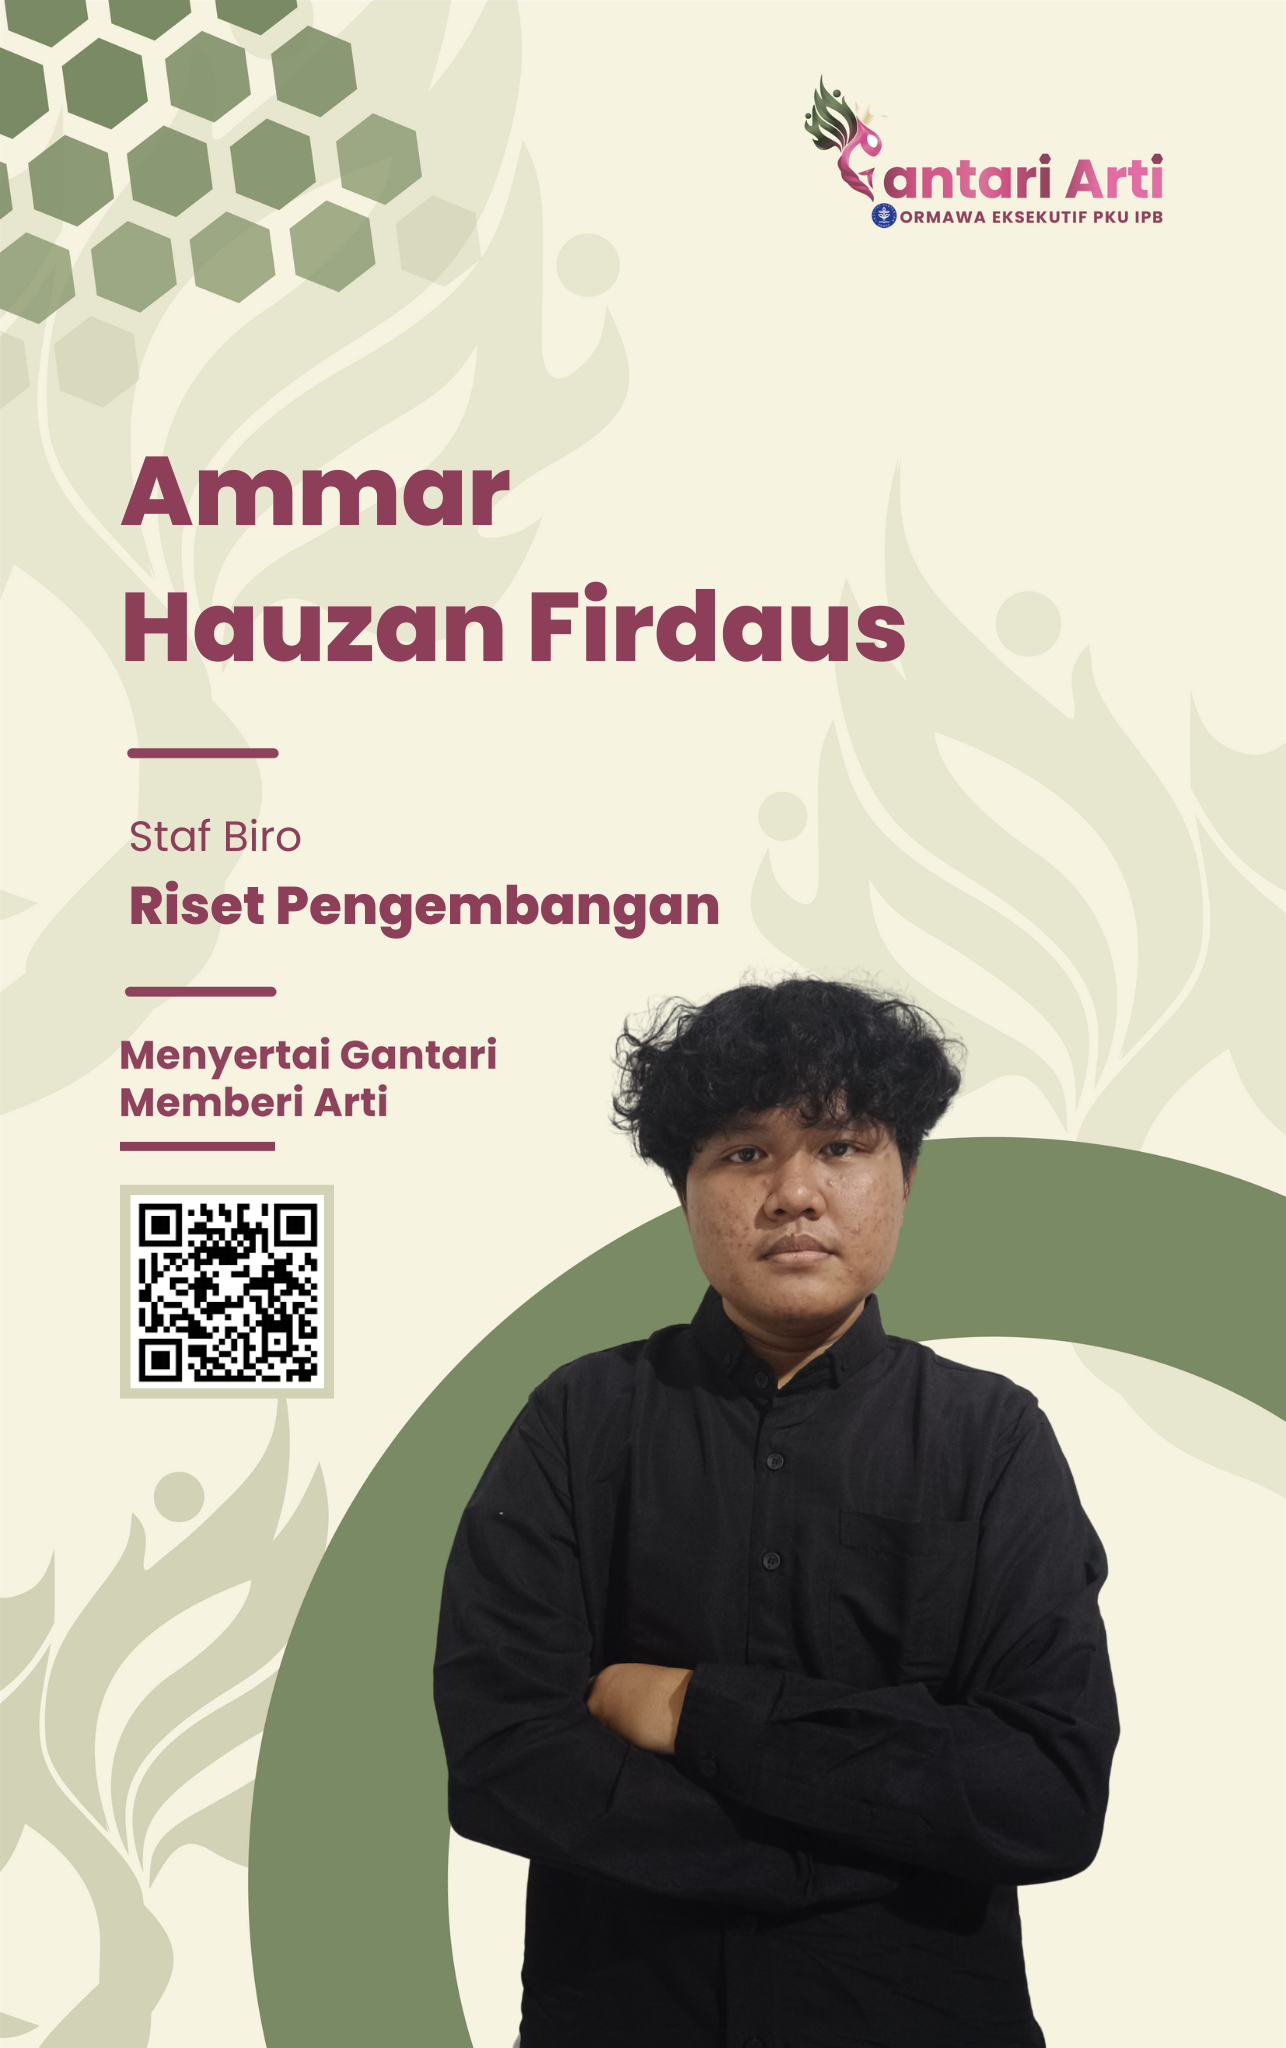 Gantari Arti
ORMAWA EKSEKUTIF PKU IPB
Ammar
Hauzan Firdaus
Staf Biro
Riset Pengembangan
Menyertai Gantari
Memberi Arti